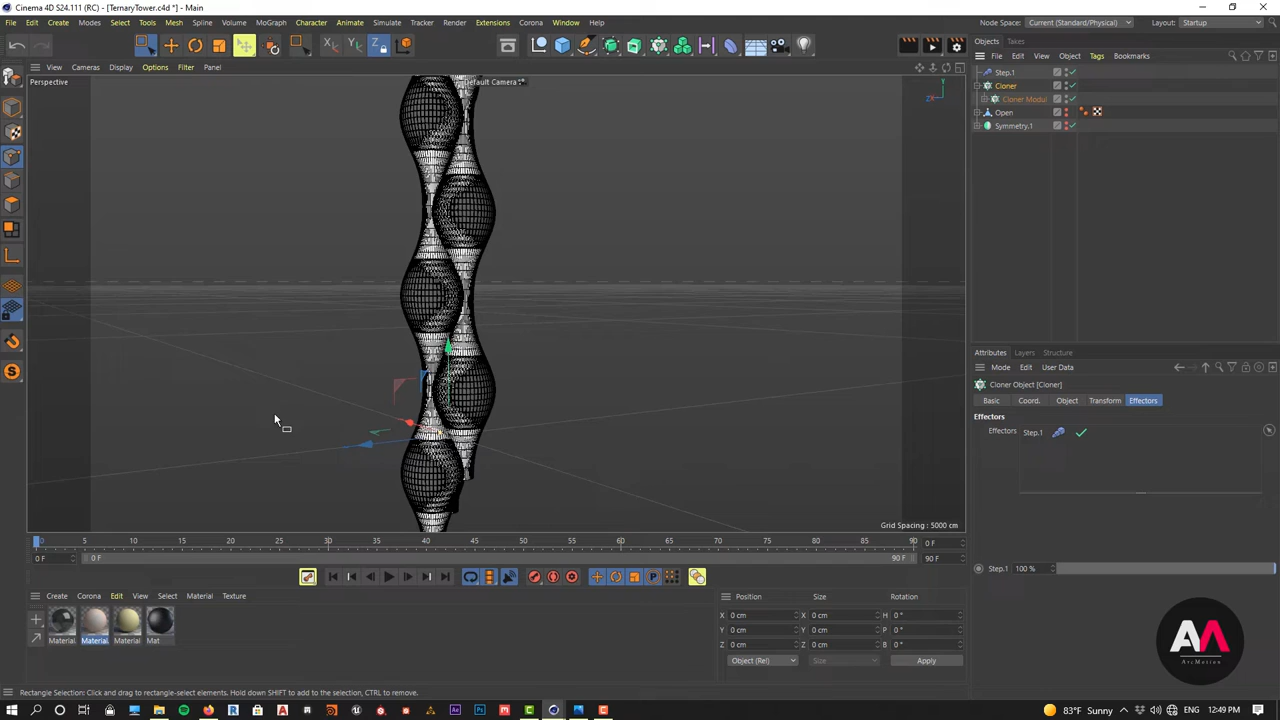 Cinema 4D S24.111 (RC) - [TernaryTower.c4d *] - Main
File Edit Create Modes Select Tools Mesh Spline Volume MoGraph Character Animate Simulate Tracker Render Extensions Corona Window Help
Node Space: Current (Standard/Physical) Layout: Startup
X Y Z
Objects Takes
File Edit View Object Tags Bookmarks
View Cameras Display Options Filter Panel
Perspective
Default Camera
Y
Z
Step.1
Cloner
Cloner Modul
Open
Symmetry.1
Attributes Layers Structure
Mode Edit User Data
Cloner Object [Cloner]
Basic Coord. Object Transform Effectors
Effectors
Effectors Step.1
Grid Spacing : 5000 cm
0 5 10 15 20 25 30 35 40 45 50 55 60 65 70 75 80 85 90 0 F
0 F 0 F 90 F 90 F
Step.1 100 %
Create Corona Edit View Select Material Texture
Position Size Rotation
X 0 cm X 0 cm H 0 °
Y 0 cm Y 0 cm P 0 °
Z 0 cm Z 0 cm B 0 °
Object (Rel) Size Apply
Material Material. Material Mat
ArcMotion
Rectangle Selection: Click and drag to rectangle-select elements. Hold down SHIFT to add to the selection, CTRL to remove.
83°F Sunny ENG 12:49 PM